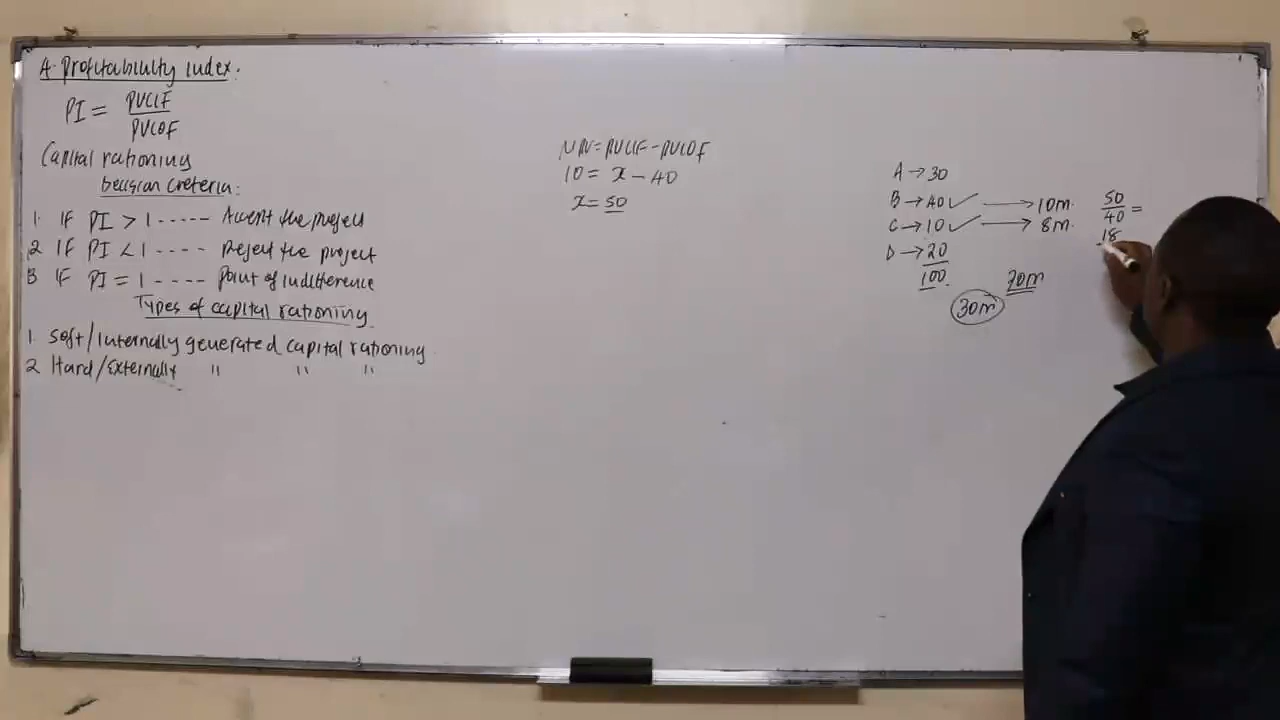 A. Profitability index.
PI = PVCIF
PVCOF
Capital rationing
Decision criteria:
1. If PI > 1 ----- Accept the project
2 If PI < 1 ----- Reject the project
3 If PI = 1 ---- Point of indifference
Types of capital rationing
1. Soft/Internally generated capital rationing
2. Hard/Externally " " "
NPV = PVCIF - PVCOF
10 = x - 40
x = 50
A → 30
B → 40 ✓ → 10m.
C → 10 ✓ → 8m.
D → 20
100
70m
30m
50
40 =
18